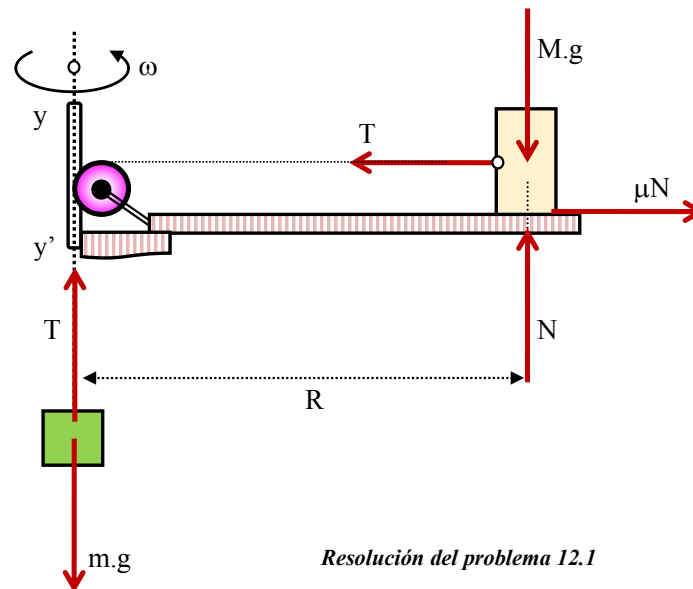 M.g
ω
y
T
μN
y’
T
N
R
m.g
Resolución del problema 12.1